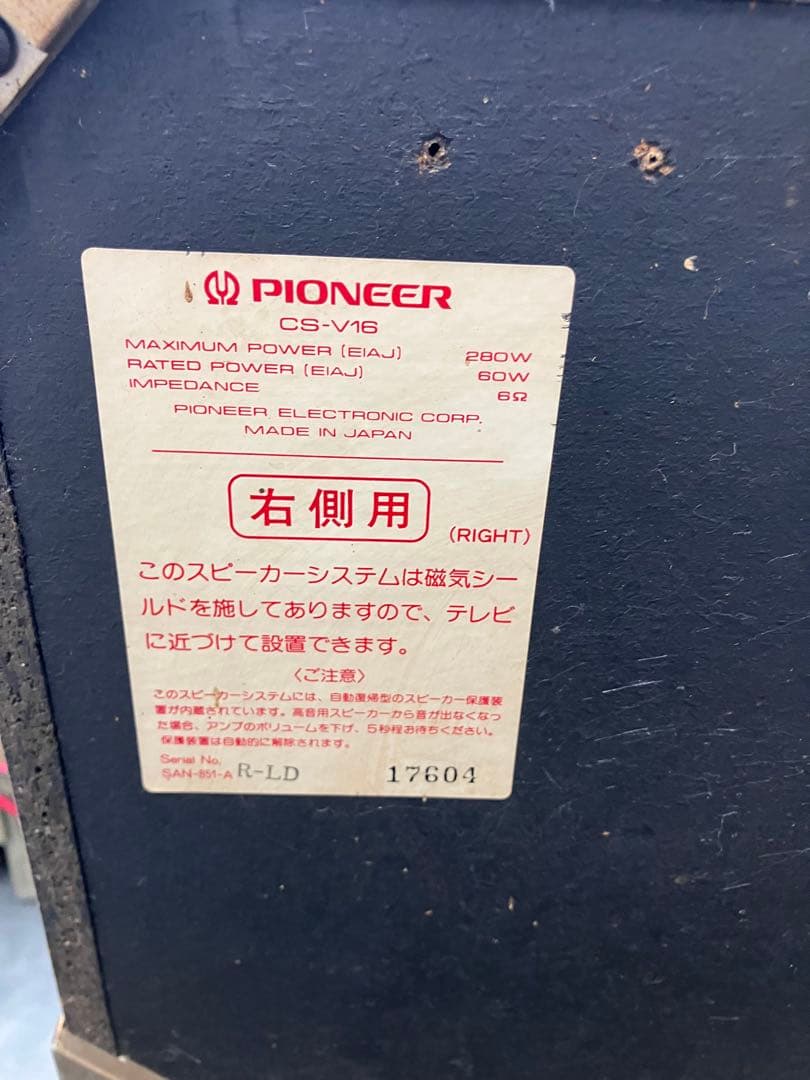 PIONEER
CS-V16
MAXIMUM POWER (EIAJ) 280W
RATED POWER (EIAJ) 60W
IMPEDANCE 6Ω
PIONEER ELECTRONIC CORP.
MADE IN JAPAN
右側用
(RIGHT)
このスピーカーシステムは磁気シー
ルドを施してありますので、テレビ
に近づけて設置できます。
〈ご注意〉
このスピーカーシステムには、自動復帰型のスピーカー保護装
置が内蔵されています。高音用スピーカーから音が出なくなっ
た場合、アンプのボリュームを下げ、5秒程お待ちください。
保護装置は自動的に解除されます。
Serial No.
SAN-851-A R-LD 17604